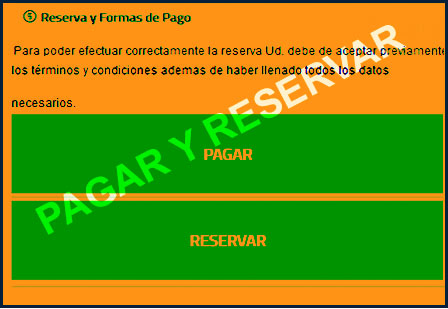 ⑤ Reserva y Formas de Pago
Para poder efectuar correctamente la reserva Ud. debe de aceptar previamente
los términos y condiciones ademas de haber llenado todos los datos
necesarios.
PAGAR Y RESERVAR
PAGAR
RESERVAR